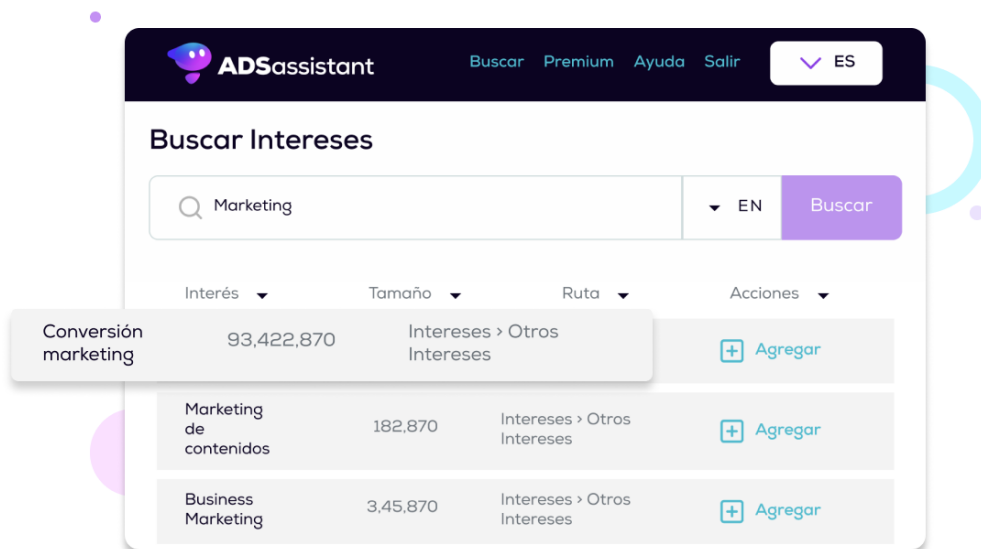 ADSassistant Buscar Premium Ayuda Salir ES
Buscar Intereses
Marketing EN Buscar
Interés Tamaño Ruta Acciones
Conversión
marketing
93,422,870
Intereses > Otros
Intereses
Agregar
Marketing
de
contenidos
182,870
Intereses > Otros
Intereses
Agregar
Business
Marketing
3,45,870
Intereses > Otros
Intereses
Agregar